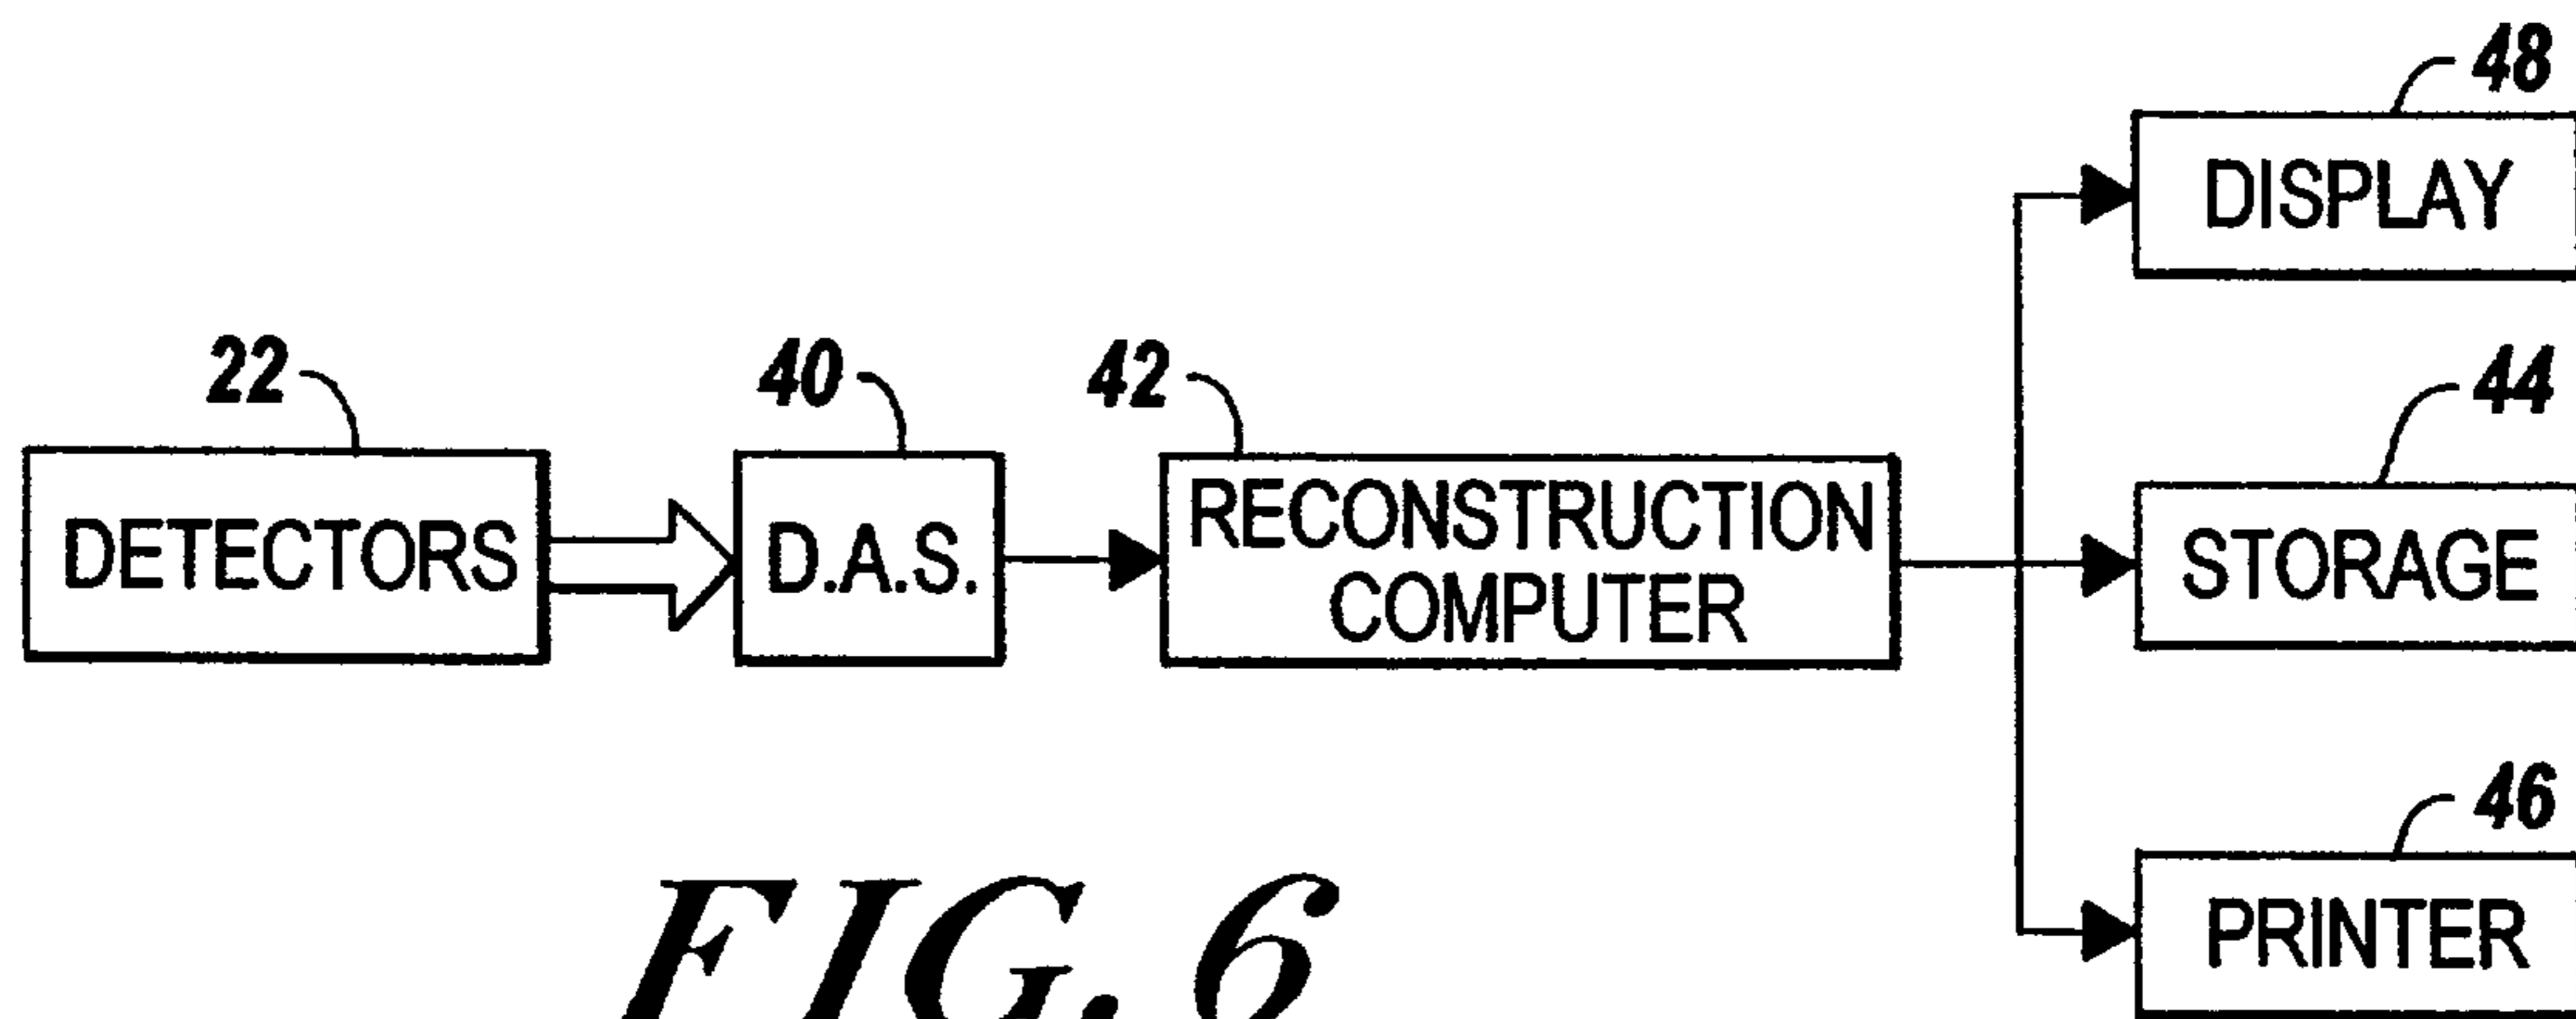 48
DISPLAY
22
40
42
44
DETECTORS
D.A.S.
RECONSTRUCTION
COMPUTER
STORAGE
46
PRINTER
FIG. 6